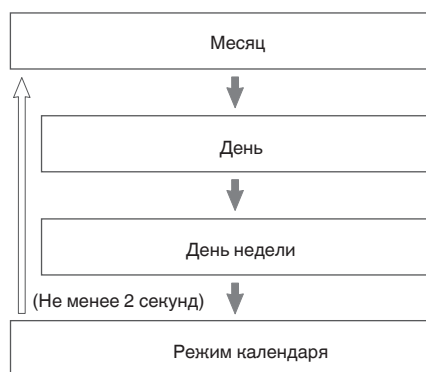 Месяц
День
День недели
(Не менее 2 секунд)
Режим календаря